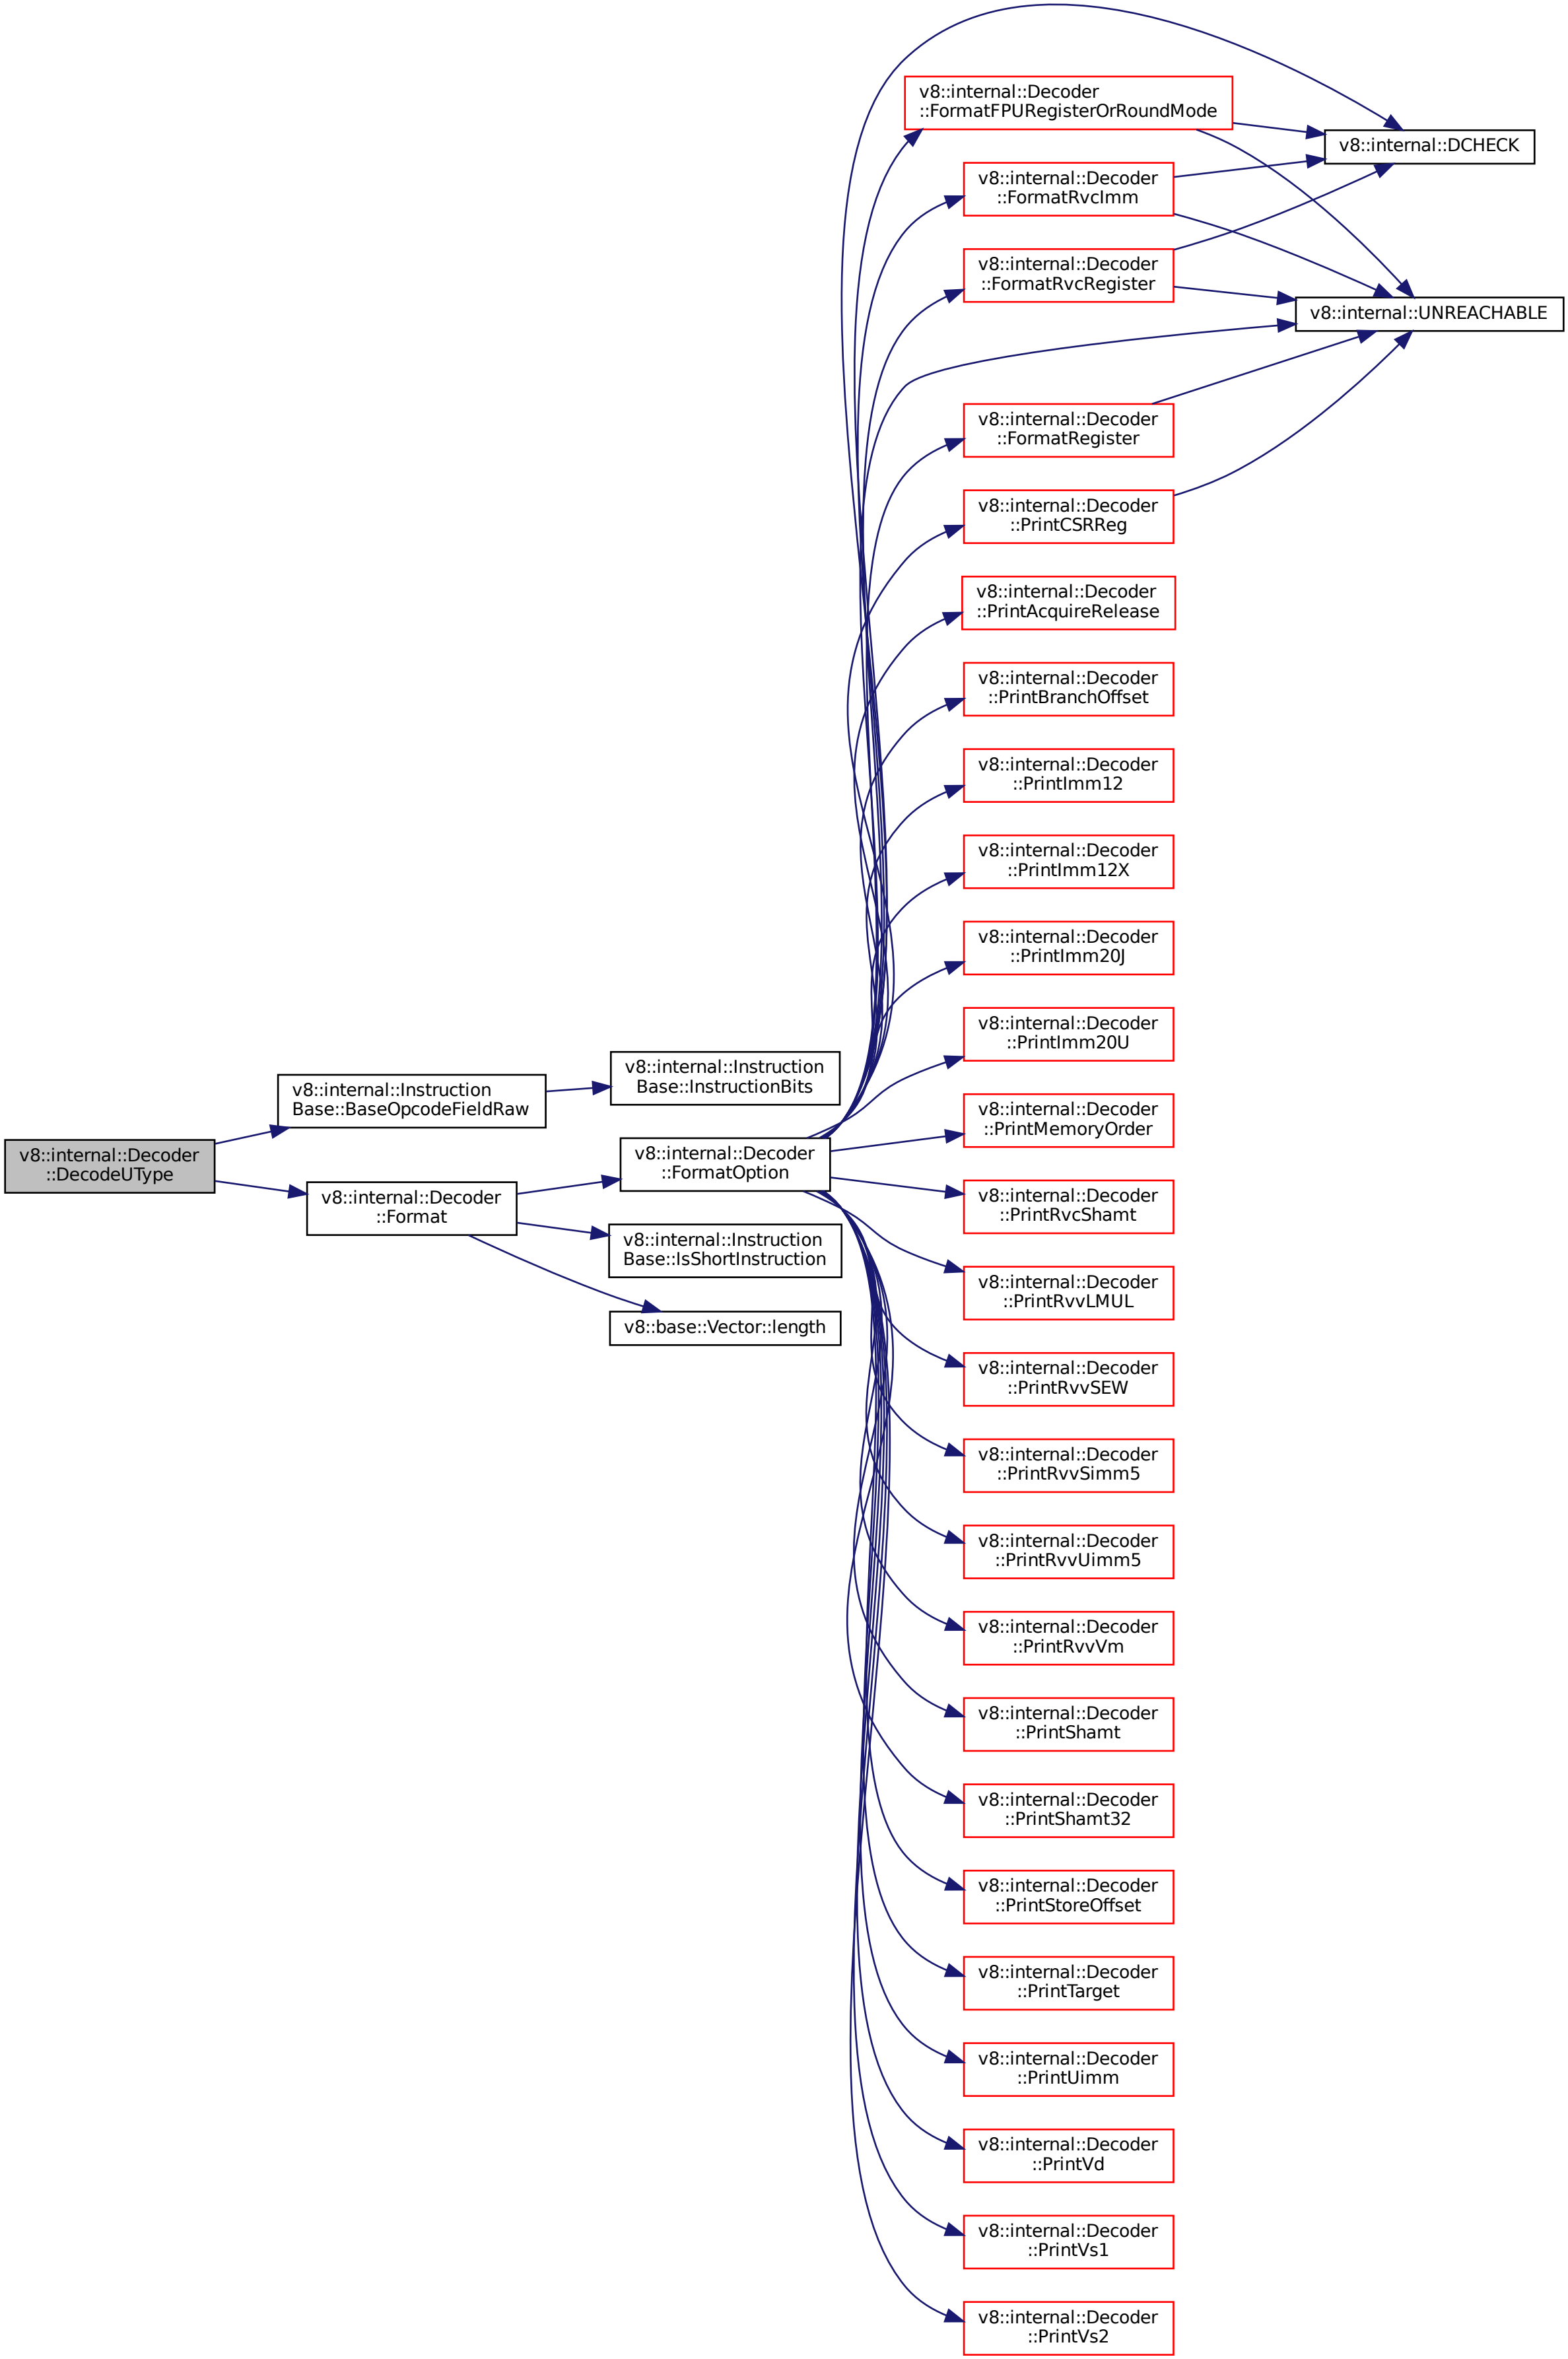 v8::internal::Decoder
::DecodeUType
v8::internal::Instruction
Base::BaseOpcodeFieldRaw
v8::internal::Decoder
::Format
v8::internal::Instruction
Base::InstructionBits
v8::internal::Decoder
::FormatOption
v8::internal::Instruction
Base::IsShortInstruction
v8::base::Vector::length
v8::internal::Decoder
::FormatFPURegisterOrRoundMode
v8::internal::Decoder
::FormatRvcImm
v8::internal::Decoder
::FormatRvcRegister
v8::internal::Decoder
::FormatRegister
v8::internal::Decoder
::PrintCSRReg
v8::internal::Decoder
::PrintAcquireRelease
v8::internal::Decoder
::PrintBranchOffset
v8::internal::Decoder
::PrintImm12
v8::internal::Decoder
::PrintImm12X
v8::internal::Decoder
::PrintImm20J
v8::internal::Decoder
::PrintImm20U
v8::internal::Decoder
::PrintMemoryOrder
v8::internal::Decoder
::PrintRvcShamt
v8::internal::Decoder
::PrintRvvLMUL
v8::internal::Decoder
::PrintRvvSEW
v8::internal::Decoder
::PrintRvvSimm5
v8::internal::Decoder
::PrintRvvUimm5
v8::internal::Decoder
::PrintRvvVm
v8::internal::Decoder
::PrintShamt
v8::internal::Decoder
::PrintShamt32
v8::internal::Decoder
::PrintStoreOffset
v8::internal::Decoder
::PrintTarget
v8::internal::Decoder
::PrintUimm
v8::internal::Decoder
::PrintVd
v8::internal::Decoder
::PrintVs1
v8::internal::Decoder
::PrintVs2
v8::internal::DCHECK
v8::internal::UNREACHABLE